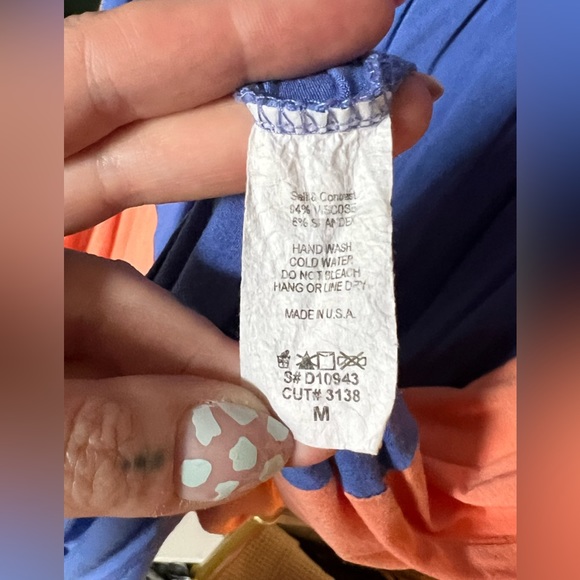 Self & Contrast
94% VISCOSE
6% SPANDEX
HAND WASH
COLD WATER
DO NOT BLEACH
HANG OR LINE DRY
MADE IN U.S.A.
S# D10943
CUT# 3138
M